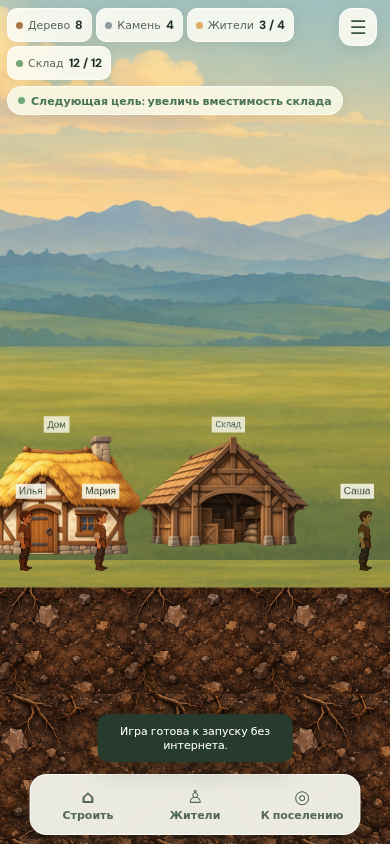 Дерево 8
Камень 4
Жители 3 / 4
Склад 12 / 12
Следующая цель: увеличь вместимость склада
Дом
Склад
Илья
Мария
Саша
Игра готова к запуску без
интернета.
Строить
Жители
К поселению